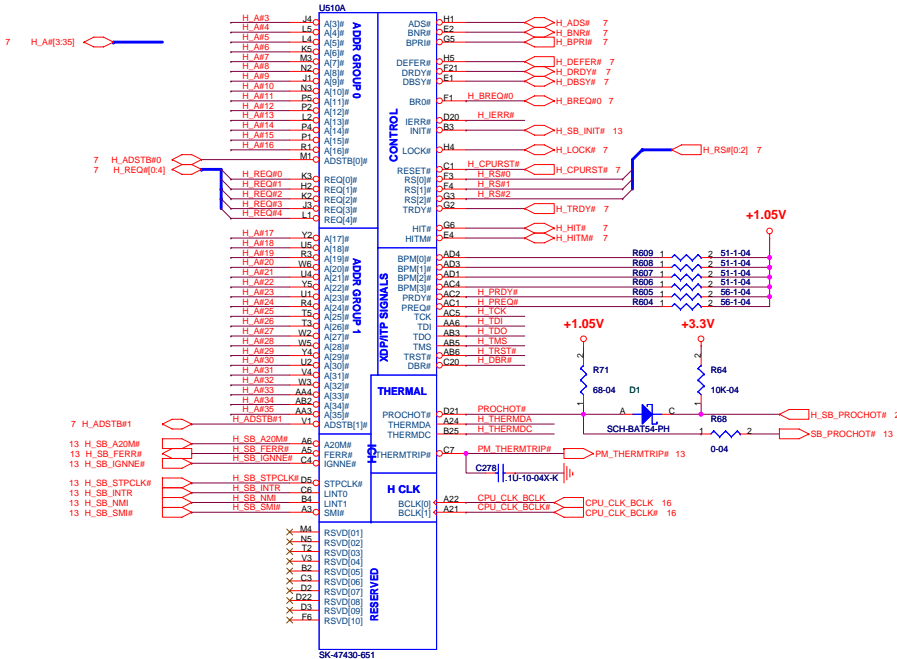 U510A
7 H_A#[3:35]
H_A#3 J4 A[3]#
H_A#4 L5 A[4]#
H_A#5 L4 A[5]#
H_A#6 K5 A[6]#
H_A#7 M3 A[7]#
H_A#8 N2 A[8]#
H_A#9 J1 A[9]#
H_A#10 N3 A[10]#
H_A#11 P5 A[11]#
H_A#12 P2 A[12]#
H_A#13 L2 A[13]#
H_A#14 P4 A[14]#
H_A#15 P1 A[15]#
H_A#16 R1 A[16]#
7 H_ADSTB#0 M1 ADSTB[0]#
7 H_REQ#[0:4]
H_REQ#0 K3 REQ[0]#
H_REQ#1 H2 REQ[1]#
H_REQ#2 K2 REQ[2]#
H_REQ#3 J3 REQ[3]#
H_REQ#4 L1 REQ[4]#
ADDR GROUP 0
H_A#17 Y2 A[17]#
H_A#18 U5 A[18]#
H_A#19 R3 A[19]#
H_A#20 W6 A[20]#
H_A#21 U4 A[21]#
H_A#22 Y5 A[22]#
H_A#23 U1 A[23]#
H_A#24 R4 A[24]#
H_A#25 T5 A[25]#
H_A#26 T3 A[26]#
H_A#27 W2 A[27]#
H_A#28 W5 A[28]#
H_A#29 Y4 A[29]#
H_A#30 U2 A[30]#
H_A#31 V4 A[31]#
H_A#32 W3 A[32]#
H_A#33 AA4 A[33]#
H_A#34 AB2 A[34]#
H_A#35 AA3 A[35]#
7 H_ADSTB#1 H_ADSTB#1 V1 ADSTB[1]#
ADDR GROUP 1
13 H_SB_A20M# H_SB_A20M# A6 A20M#
13 H_SB_FERR# H_SB_FERR# A5 FERR#
13 H_SB_IGNNE# H_SB_IGNNE# C4 IGNNE#
13 H_SB_STPCLK# H_SB_STPCLK# D5 STPCLK#
13 H_SB_INTR H_SB_INTR C6 LINT0
13 H_SB_NMI H_SB_NMI B4 LINT1
13 H_SB_SMI# H_SB_SMI# A3 SMI#
ICH
M4 RSVD[01]
N5 RSVD[02]
T2 RSVD[03]
V3 RSVD[04]
B2 RSVD[05]
C3 RSVD[06]
D2 RSVD[07]
D22 RSVD[08]
D3 RSVD[09]
F6 RSVD[10]
RESERVED
SK-47430-651
CONTROL
ADS# H1 H_ADS# 7
BNR# E2 H_BNR# 7
BPRI# G5 H_BPRI# 7
DEFER# H5 H_DEFER# 7
DRDY# F21 H_DRDY# 7
DBSY# E1 H_DBSY# 7
BR0# F1 H_BREQ#0 H_BREQ#0 7
IERR# D20 H_IERR#
INIT# B3 H_SB_INIT# 13
LOCK# H4 H_LOCK# 7
RESET# C1 H_CPURST# H_CPURST# 7
RS[0]# F3 H_RS#0
RS[1]# F4 H_RS#1
RS[2]# G3 H_RS#2
H_RS#[0:2] 7
TRDY# G2 H_TRDY# 7
HIT# G6 H_HIT# 7
HITM# E4 H_HITM# 7
XDP/ITP SIGNALS
+1.05V
BPM[0]# AD4 R609 1 2 51-1-04
BPM[1]# AD3 R608 1 2 51-1-04
BPM[2]# AD1 R607 1 2 51-1-04
BPM[3]# AC4 R606 1 2 51-1-04
PRDY# AC2 H_PRDY# R605 1 2 56-1-04
PREQ# AC1 H_PREQ# R604 1 2 56-1-04
TCK AC5 H_TCK
TDI AA6 H_TDI
TDO AB3 H_TDO
TMS AB5 H_TMS
TRST# AB6 H_TRST#
DBR# C20 H_DBR#
+1.05V +3.3V
2 R71 68-04 1
2 R64 10K-04 1
THERMAL
PROCHOT# D21 PROCHOT#
THERMDA A24 H_THERMDA
THERMDC B25 H_THERMDC
D1 A C SCH-BAT54-PH
H_SB_PROCHOT# 2
R68 1 2 0-04 SB_PROCHOT# 13
THERMTRIP# C7 PM_THERMTRIP# PM_THERMTRIP# 13
C278 .1U-10-04X-K
H CLK
BCLK[0] A22 CPU_CLK_BCLK CPU_CLK_BCLK 16
BCLK[1] A21 CPU_CLK_BCLK# CPU_CLK_BCLK# 16